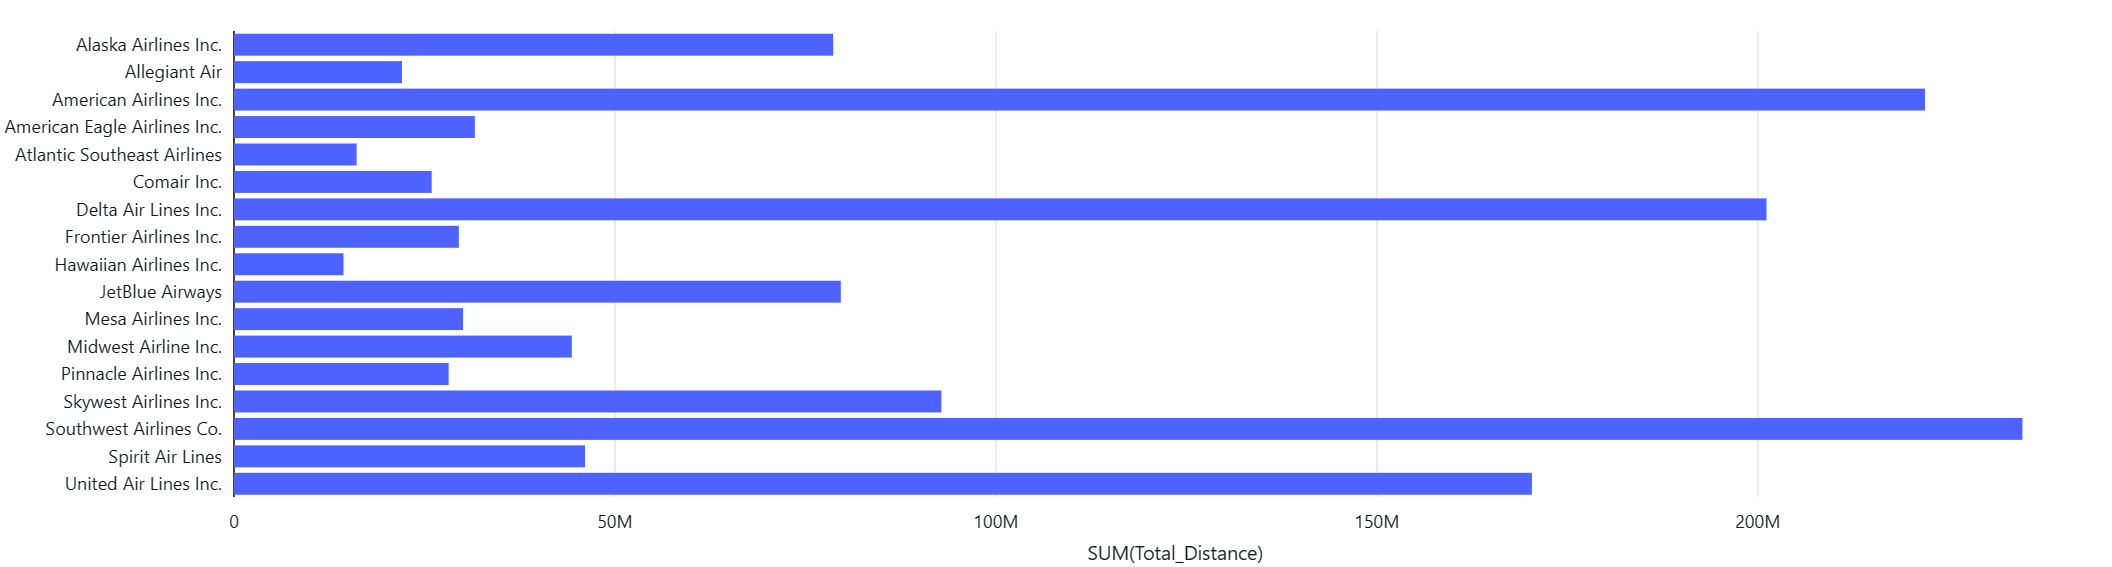 Alaska Airlines Inc.
Allegiant Air
American Airlines Inc.
American Eagle Airlines Inc.
Atlantic Southeast Airlines
Comair Inc.
Delta Air Lines Inc.
Frontier Airlines Inc.
Hawaiian Airlines Inc.
JetBlue Airways
Mesa Airlines Inc.
Midwest Airline Inc.
Pinnacle Airlines Inc.
Skywest Airlines Inc.
Southwest Airlines Co.
Spirit Air Lines
United Air Lines Inc.
0 50M 100M 150M 200M
SUM(Total_Distance)